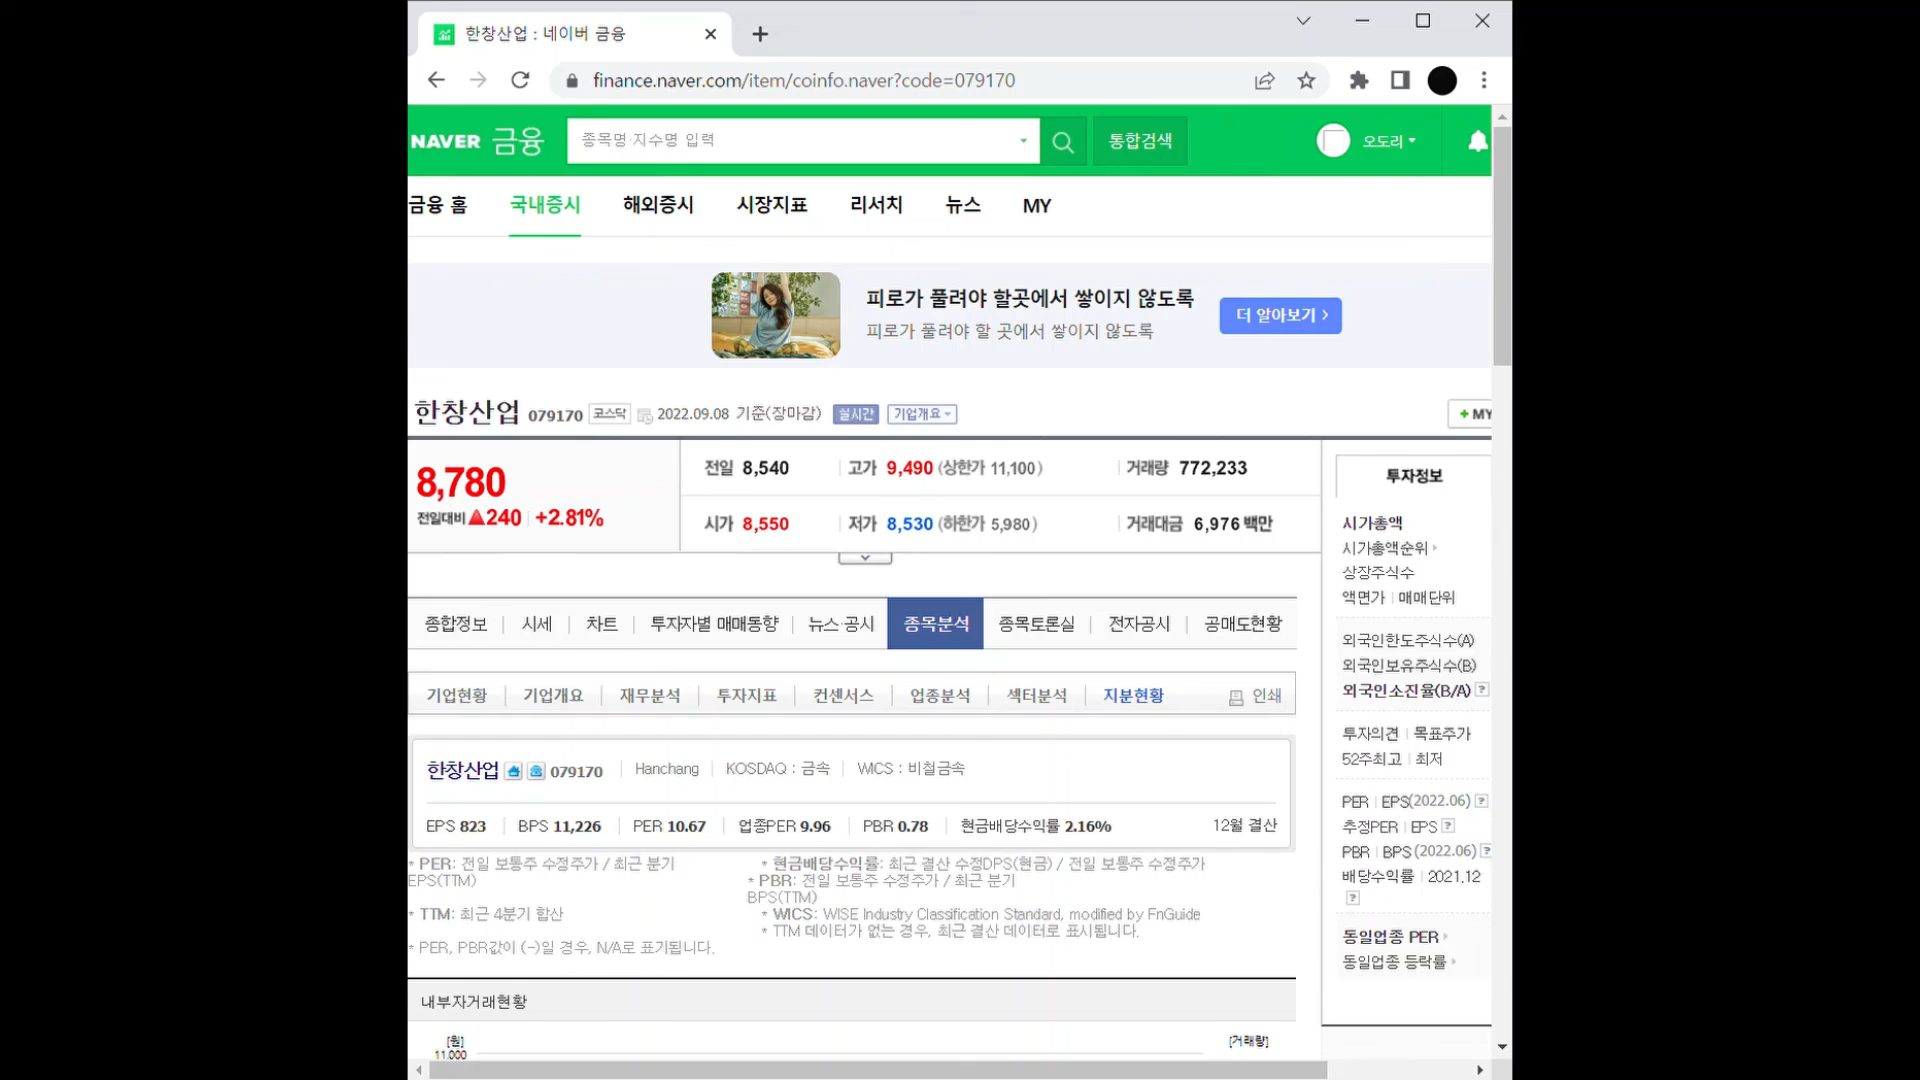 한창산업 : 네이버 금융
finance.naver.com/item/coinfo.naver?code=079170
NAVER 금융 종목명·지수명 입력 통합검색 오도리
금융 홈 국내증시 해외증시 시장지표 리서치 뉴스 MY
피로가 풀려야 할곳에서 쌓이지 않도록
피로가 풀려야 할 곳에서 쌓이지 않도록
더 알아보기 >
한창산업 079170 코스닥 2022.09.08 기준(장마감) 실시간 기업개요 + MY
8,780
전일대비 ▲240 +2.81%
전일 8,540 고가 9,490 (상한가 11,100) 거래량 772,233
시가 8,550 저가 8,530 (하한가 5,980) 거래대금 6,976 백만
종합정보 시세 차트 투자자별 매매동향 뉴스·공시 종목분석 종목토론실 전자공시 공매도현황
기업현황 기업개요 재무분석 투자지표 컨센서스 업종분석 섹터분석 지분현황 인쇄
한창산업 079170 Hanchang KOSDAQ : 금속 WICS : 비철금속
EPS 823 BPS 11,226 PER 10.67 업종PER 9.96 PBR 0.78 현금배당수익률 2.16% 12월 결산
* PER: 전일 보통주 수정주가 / 최근 분기 EPS(TTM)
* 현금배당수익률: 최근 결산 수정DPS(현금) / 전일 보통주 수정주가
* PBR: 전일 보통주 수정주가 / 최근 분기
BPS(TTM)
* TTM: 최근 4분기 합산
* WICS: WISE Industry Classification Standard, modified by FnGuide
* TTM 데이터가 없는 경우, 최근 결산 데이터로 표시됩니다.
* PER, PBR값이 (-)일 경우, N/A로 표기됩니다.
내부자거래현황
[원] [거래량]
11,000
투자정보
시가총액
시가총액순위
상장주식수
액면가 매매단위
외국인한도주식수(A)
외국인보유주식수(B)
외국인소진율(B/A) ?
투자의견 목표주가
52주최고 최저
PER EPS(2022.06) ?
추정PER EPS ?
PBR BPS (2022.06) ?
배당수익률 2021.12
?
동일업종 PER
동일업종 등락률